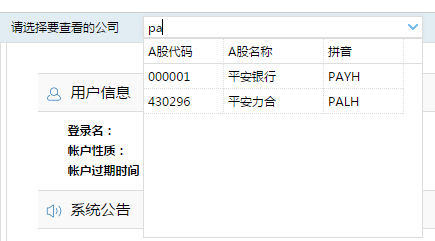 请选择要查看的公司 pa
A股代码 A股名称 拼音
000001 平安银行 PAYH
430296 平安力合 PALH
用户信息
登录名：
帐户性质：
帐户过期时间
系统公告